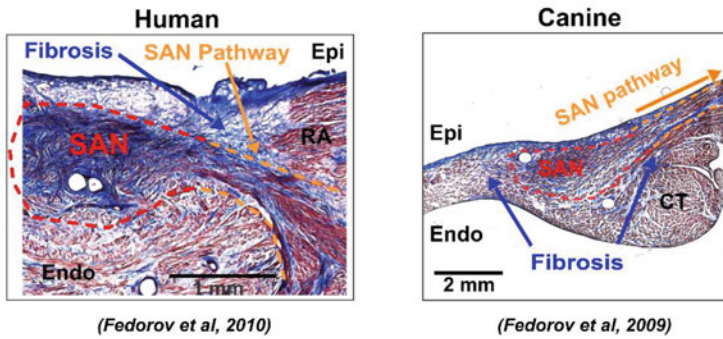 Human
Fibrosis
SAN Pathway
Epi
SAN
RA
Endo
1 mm
(Fedorov et al, 2010)
Canine
SAN pathway
Epi
SAN
CT
Endo
Fibrosis
2 mm
(Fedorov et al, 2009)